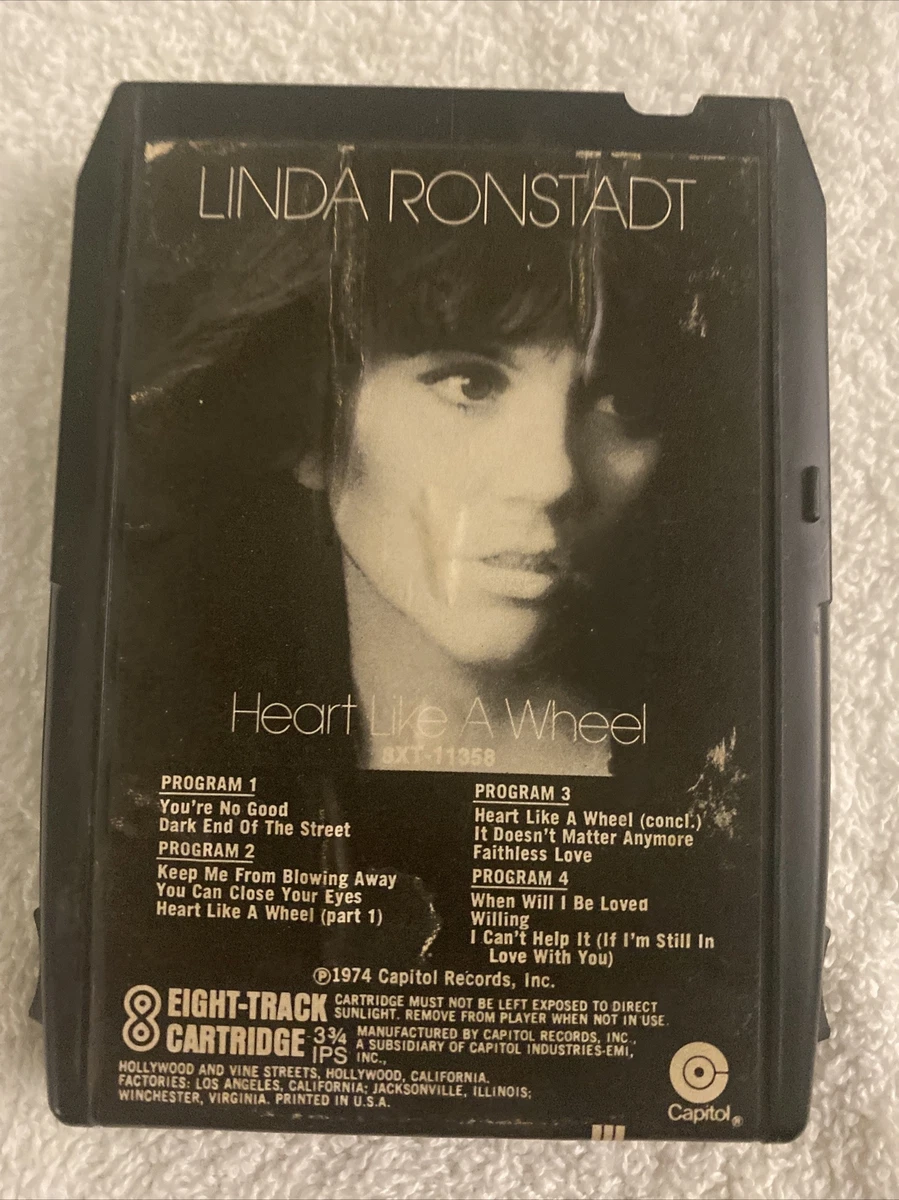 LINDA RONSTADT
Heart Like A Wheel
8XT-11358
PROGRAM 1
You're No Good
Dark End Of The Street
PROGRAM 2
Keep Me From Blowing Away
You Can Close Your Eyes
Heart Like A Wheel (part 1)
PROGRAM 3
Heart Like A Wheel (concl.)
It Doesn't Matter Anymore
Faithless Love
PROGRAM 4
When Will I Be Loved
Willing
I Can't Help It (If I'm Still In
Love With You)
Ⓟ1974 Capitol Records, Inc.
8 EIGHT-TRACK
CARTRIDGE 3¾
IPS
CARTRIDGE MUST NOT BE LEFT EXPOSED TO DIRECT
SUNLIGHT. REMOVE FROM PLAYER WHEN NOT IN USE.
MANUFACTURED BY CAPITOL RECORDS, INC.,
A SUBSIDIARY OF CAPITOL INDUSTRIES-EMI,
INC.,
HOLLYWOOD AND VINE STREETS, HOLLYWOOD, CALIFORNIA.
FACTORIES: LOS ANGELES, CALIFORNIA; JACKSONVILLE, ILLINOIS;
WINCHESTER, VIRGINIA. PRINTED IN U.S.A.
Capitol®